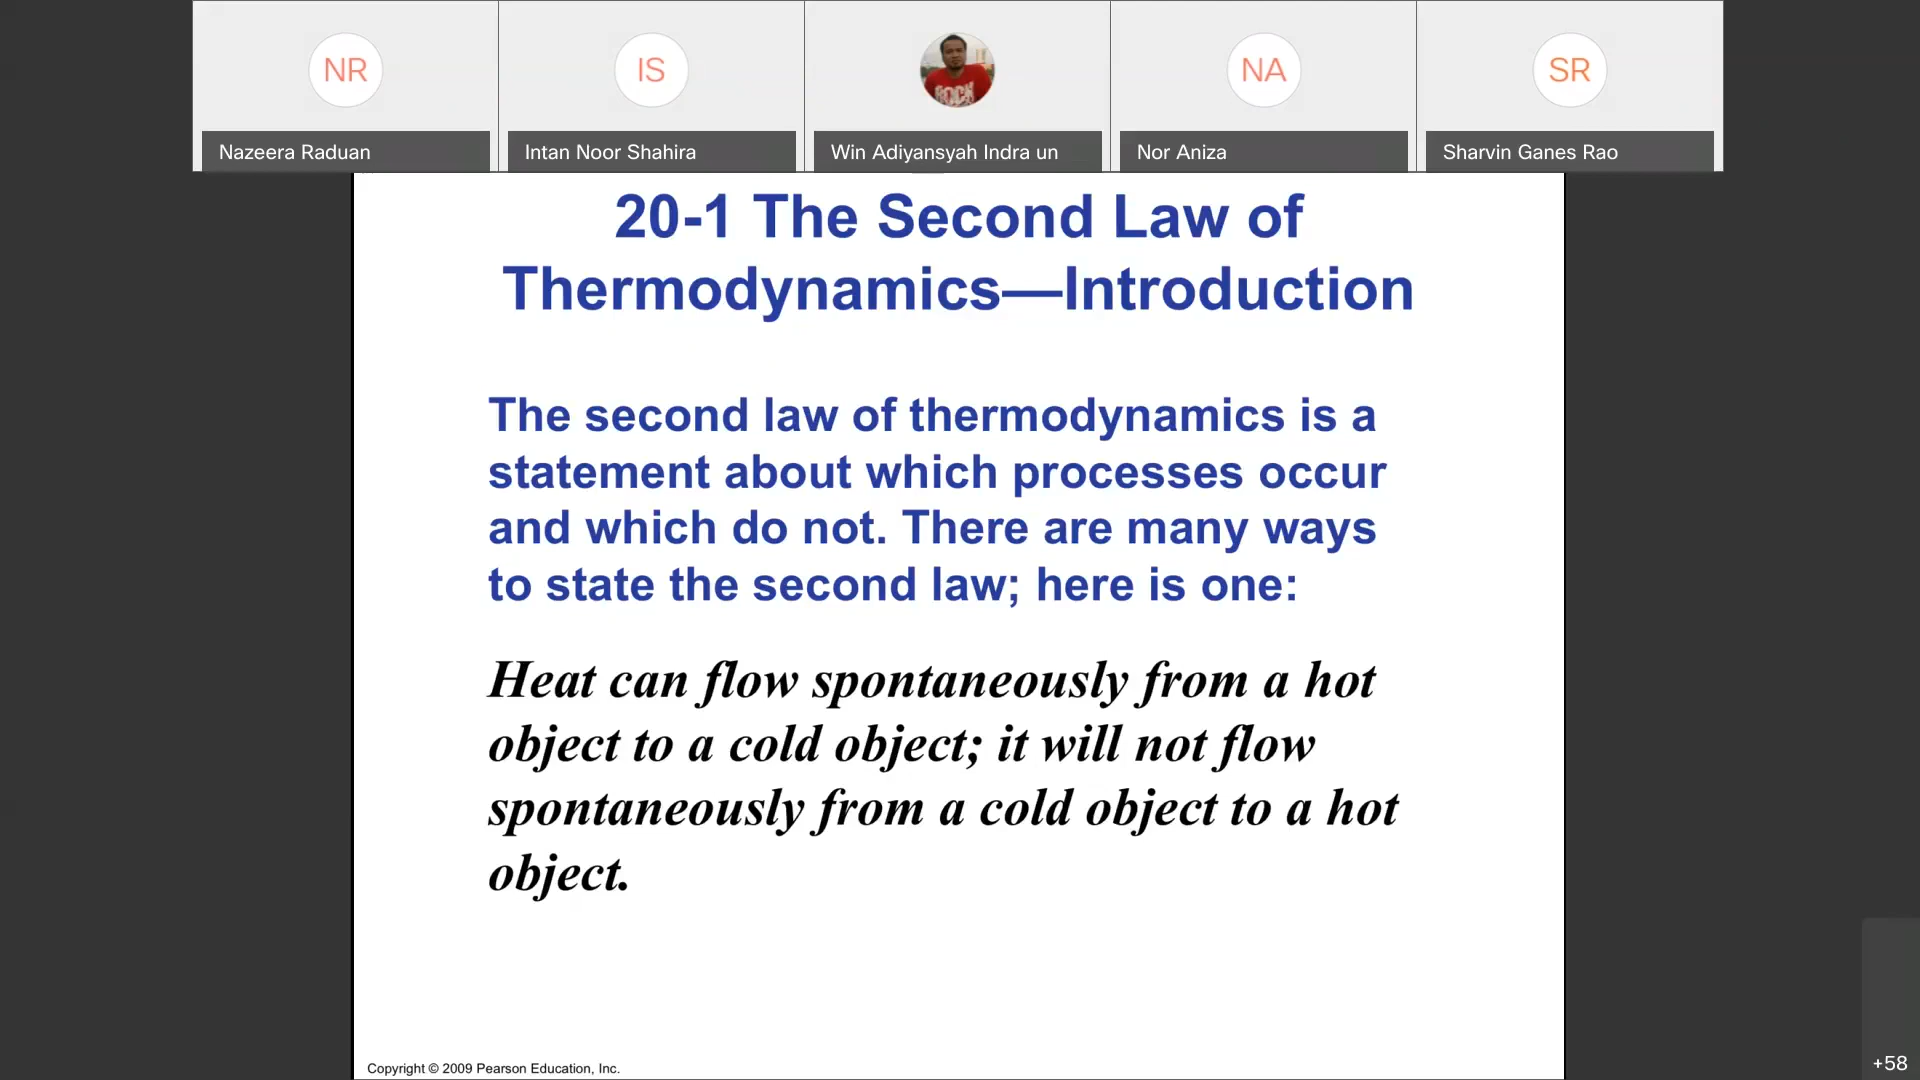 NR
IS
NA
SR
Nazeera Raduan
Intan Noor Shahira
Win Adiyansyah Indra un
Nor Aniza
Sharvin Ganes Rao
ROCK
20-1 The Second Law of
Thermodynamics—Introduction
The second law of thermodynamics is a
statement about which processes occur
and which do not. There are many ways
to state the second law; here is one:
Heat can flow spontaneously from a hot
object to a cold object; it will not flow
spontaneously from a cold object to a hot
object.
Copyright © 2009 Pearson Education, Inc.
+58